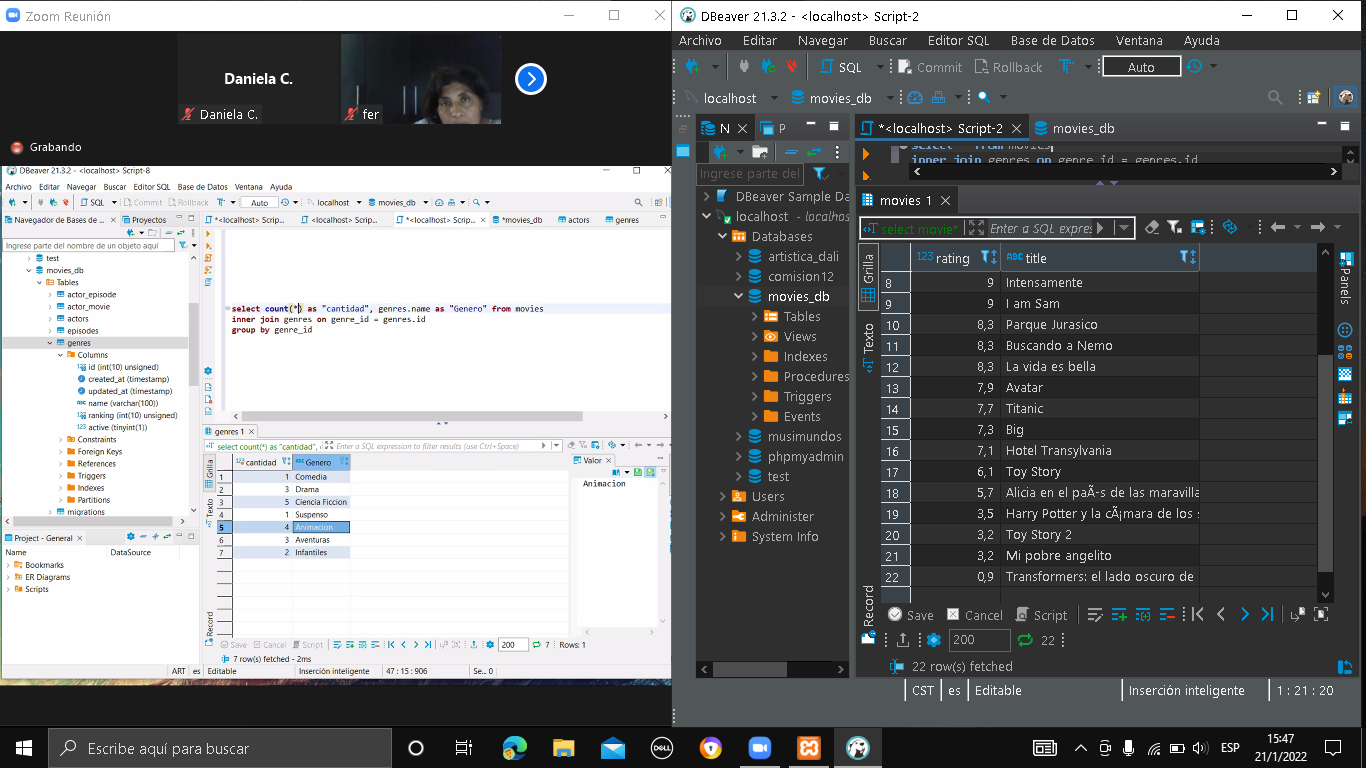 Zoom Reunión
Daniela C.
Daniela C.
fer
Grabando
DBeaver 21.3.2 - <localhost> Script-8
Archivo Editar Navegar Buscar Editor SQL Base de Datos Ventana Ayuda
SQL Commit Rollback Auto localhost movies_db
Navegador de Bases de ... Proyectos
*<localhost> Scrip... <localhost> Scrip... *<localhost> Scrip... *movies_db actors genres
Ingrese parte del nombre de un objeto aquí
test
movies_db
Tables
actor_episode
actor_movie
actors
episodes
genres
Columns
id (int(10) unsigned)
created_at (timestamp)
updated_at (timestamp)
name (varchar(100))
ranking (int(10) unsigned)
active (tinyint(1))
Constraints
Foreign Keys
References
Triggers
Indexes
Partitions
migrations
select count(*) as "cantidad", genres.name as "Genero" from movies
inner join genres on genre_id = genres.id
group by genre_id
Project - General
Name DataSource
Bookmarks
ER Diagrams
Scripts
genres 1
select count(*) as "cantidad", Enter a SQL expression to filter results (use Ctrl+Space)
Grilla
Texto
Record
cantidad Genero
1 1 Comedia
2 3 Drama
3 5 Ciencia Ficcion
4 1 Suspenso
5 4 Animacion
6 3 Aventuras
7 2 Infantiles
Valor
Animacion
Save Cancel Script 200 7 Rows: 1
7 row(s) fetched - 2ms
ART es Editable Inserción inteligente 47 : 15 : 906 Se... 0
DBeaver 21.3.2 - <localhost> Script-2
Archivo Editar Navegar Buscar Editor SQL Base de Datos Ventana Ayuda
SQL Commit Rollback Auto
localhost movies_db
N P
*<localhost> Script-2 movies_db
Ingrese parte del
DBeaver Sample Da
localhost - localhos
Databases
artistica_dali
comision12
movies_db
Tables
Views
Indexes
Procedures
Triggers
Events
musimundos
phpmyadmin
test
Users
Administer
System Info
select from movies
inner join genres on genre_id = genres.id
movies 1
select movie* Enter a SQL expres
Grilla
Texto
Record
Panels
123 rating ABC title
8 9 Intensamente
9 9 I am Sam
10 8,3 Parque Jurasico
11 8,3 Buscando a Nemo
12 8,3 La vida es bella
13 7,9 Avatar
14 7,7 Titanic
15 7,3 Big
16 7,1 Hotel Transylvania
17 6,1 Toy Story
18 5,7 Alicia en el paÃ-s de las maravilla
19 3,5 Harry Potter y la cÃ¡mara de los s
20 3,2 Toy Story 2
21 3,2 Mi pobre angelito
22 0,9 Transformers: el lado oscuro de
Save Cancel Script
200 22
22 row(s) fetched
CST es Editable Inserción inteligente 1 : 21 : 20
Escribe aquí para buscar
DELL
ESP
15:47
21/1/2022